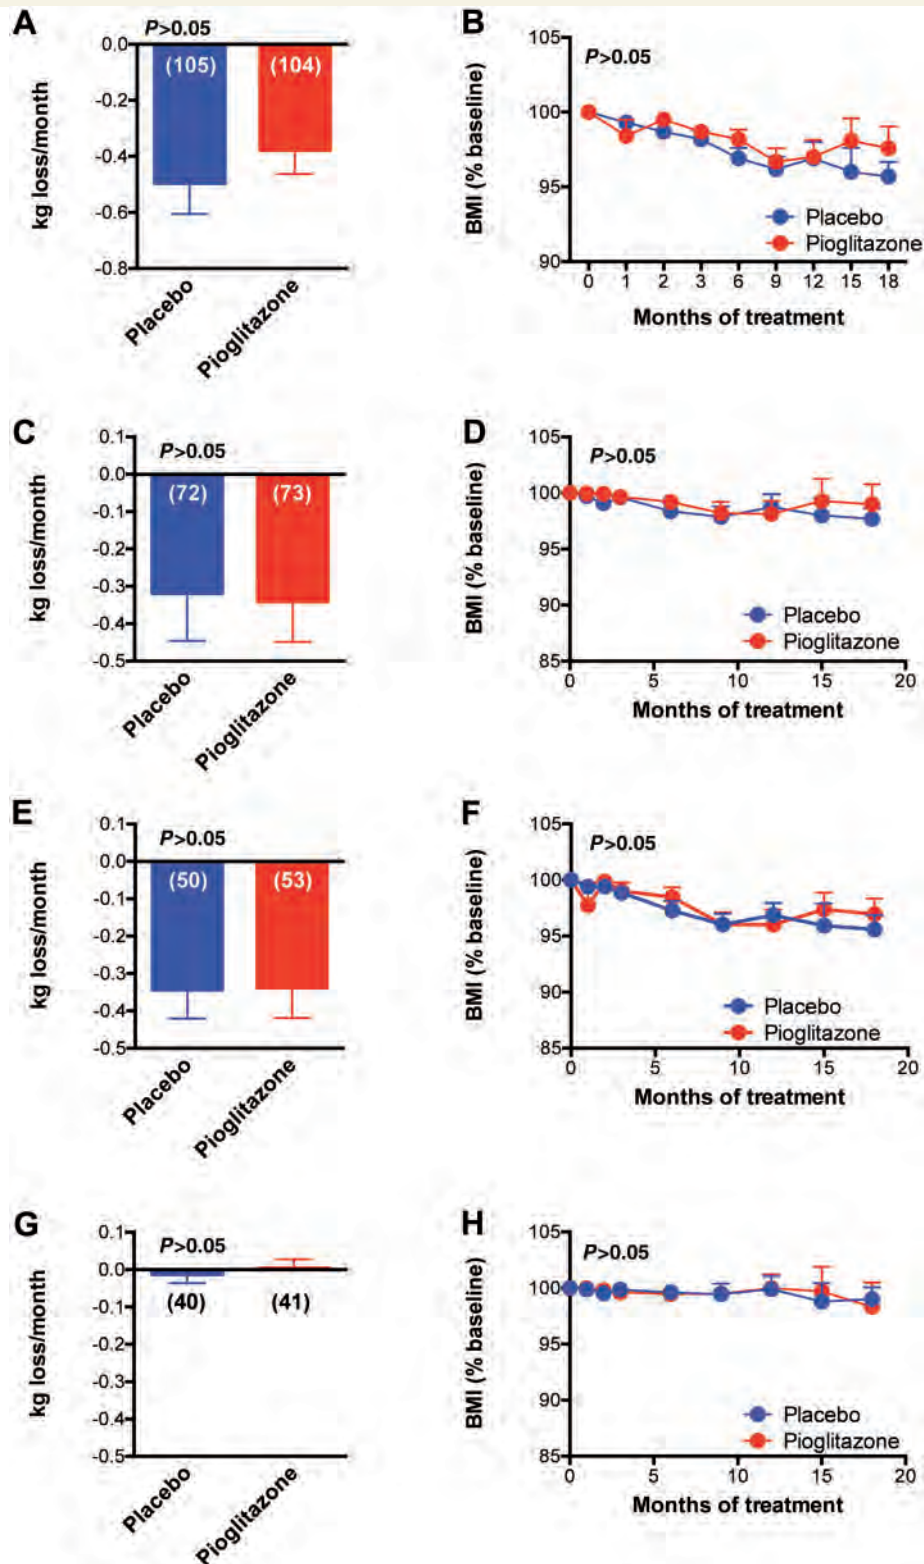 A
P>0.05
0.0
-0.2
-0.4
-0.6
-0.8
(105)
(104)
kg loss/month
Placebo
Pioglitazone
B
P>0.05
105
100
95
90
BMI (% baseline)
Placebo
Pioglitazone
0 1 2 3 6 9 12 15 18
Months of treatment
C
P>0.05
0.1
0.0
-0.1
-0.2
-0.3
-0.4
-0.5
(72)
(73)
kg loss/month
Placebo
Pioglitazone
D
P>0.05
105
100
95
90
85
BMI (% baseline)
Placebo
Pioglitazone
0 5 10 15 20
Months of treatment
E
P>0.05
0.1
0.0
-0.1
-0.2
-0.3
-0.4
-0.5
(50)
(53)
kg loss/month
Placebo
Pioglitazone
F
P>0.05
105
100
95
90
85
BMI (% baseline)
Placebo
Pioglitazone
0 5 10 15 20
Months of treatment
G
P>0.05
0.1
0.0
-0.1
-0.2
-0.3
-0.4
-0.5
(40)
(41)
kg loss/month
Placebo
Pioglitazone
H
P>0.05
105
100
95
90
85
BMI (% baseline)
Placebo
Pioglitazone
0 5 10 15 20
Months of treatment